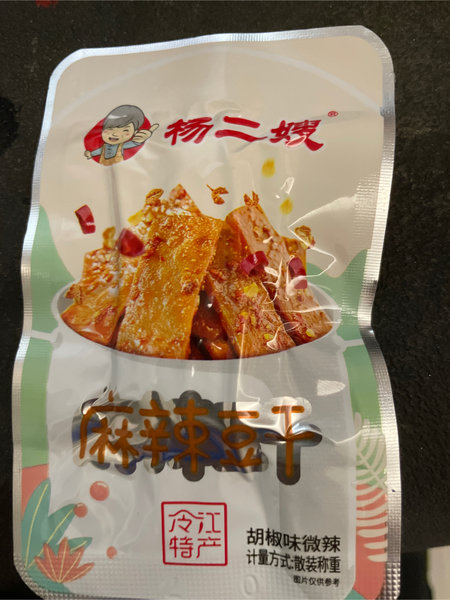 杨二嫂®
麻辣豆干
冷江
特产
胡椒味微辣
计量方式:散装称重
图片仅供参考